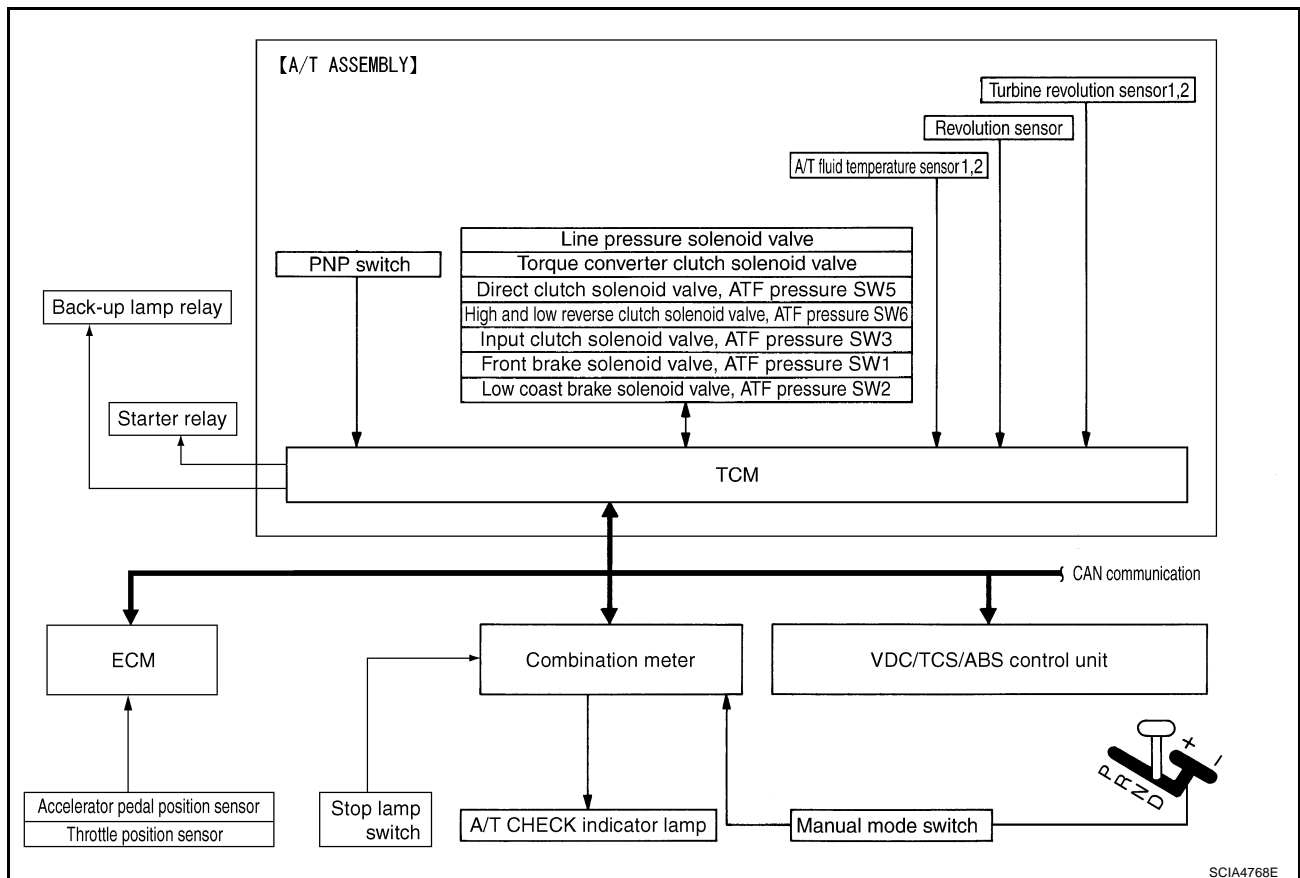 【A/T ASSEMBLY】
Turbine revolution sensor1,2
Revolution sensor
A/T fluid temperature sensor1,2
Line pressure solenoid valve
PNP switch
Torque converter clutch solenoid valve
Direct clutch solenoid valve, ATF pressure SW5
Back-up lamp relay
High and low reverse clutch solenoid valve, ATF pressure SW6
Input clutch solenoid valve, ATF pressure SW3
Front brake solenoid valve, ATF pressure SW1
Low coast brake solenoid valve, ATF pressure SW2
Starter relay
TCM
CAN communication
ECM
Combination meter
VDC/TCS/ABS control unit
+
−
P R N D
Accelerator pedal position sensor
Throttle position sensor
Stop lamp
switch
A/T CHECK indicator lamp
Manual mode switch
SCIA4768E